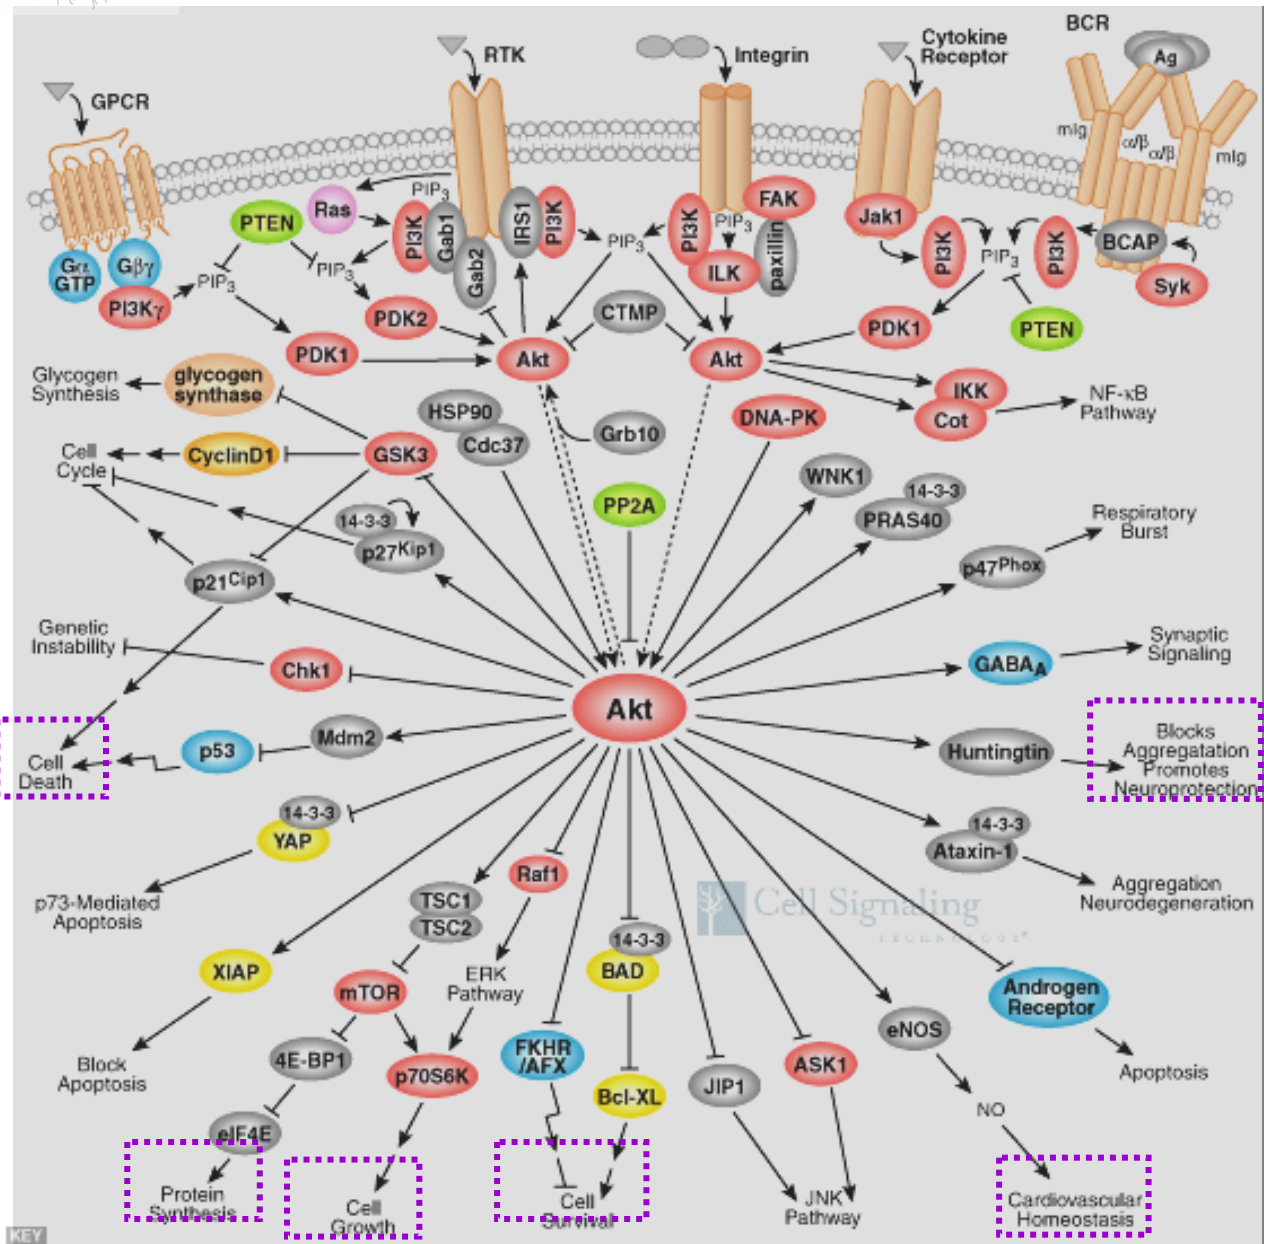 BCR
RTK
Integrin
Cytokine
Receptor
Ag
GPCR
mIg
α/β
α/β
mIg
PIP3
Ras
PTEN
PI3K
Gab1
Gab2
IRS1
PI3K
PIP3
PI3K
PIP3
FAK
ILK
paxillin
Jak1
PI3K
PIP3
PI3K
BCAP
Syk
Gα
GTP
Gβγ
PI3Kγ
PIP3
PIP3
PDK2
CTMP
PDK1
PTEN
PDK1
Akt
Akt
Glycogen
Synthesis
glycogen
synthase
HSP90
Cdc37
Grb10
DNA-PK
IKK
Cot
NF-κB
Pathway
Cell
Cycle
CyclinD1
GSK3
WNK1
14-3-3
PRAS40
PP2A
14-3-3
p27Kip1
Respiratory
Burst
p21Cip1
p47Phox
Genetic
Instability
Chk1
GABAA
Synaptic
Signaling
Akt
Cell
Death
p53
Mdm2
Huntingtin
Blocks
Aggregatation
Promotes
Neuroprotection
14-3-3
YAP
14-3-3
Ataxin-1
p73-Mediated
Apoptosis
Raf1
TSC1
TSC2
Cell Signaling
TECHNOLOGY®
Aggregation
Neurodegeneration
XIAP
mTOR
ERK
Pathway
14-3-3
BAD
Androgen
Receptor
Block
Apoptosis
4E-BP1
p70S6K
FKHR
/AFX
Bcl-XL
JIP1
ASK1
eNOS
Apoptosis
eIF4E
NO
Protein
Synthesis
Cell
Growth
Cell
Survival
JNK
Pathway
Cardiovascular
Homeostasis
KEY